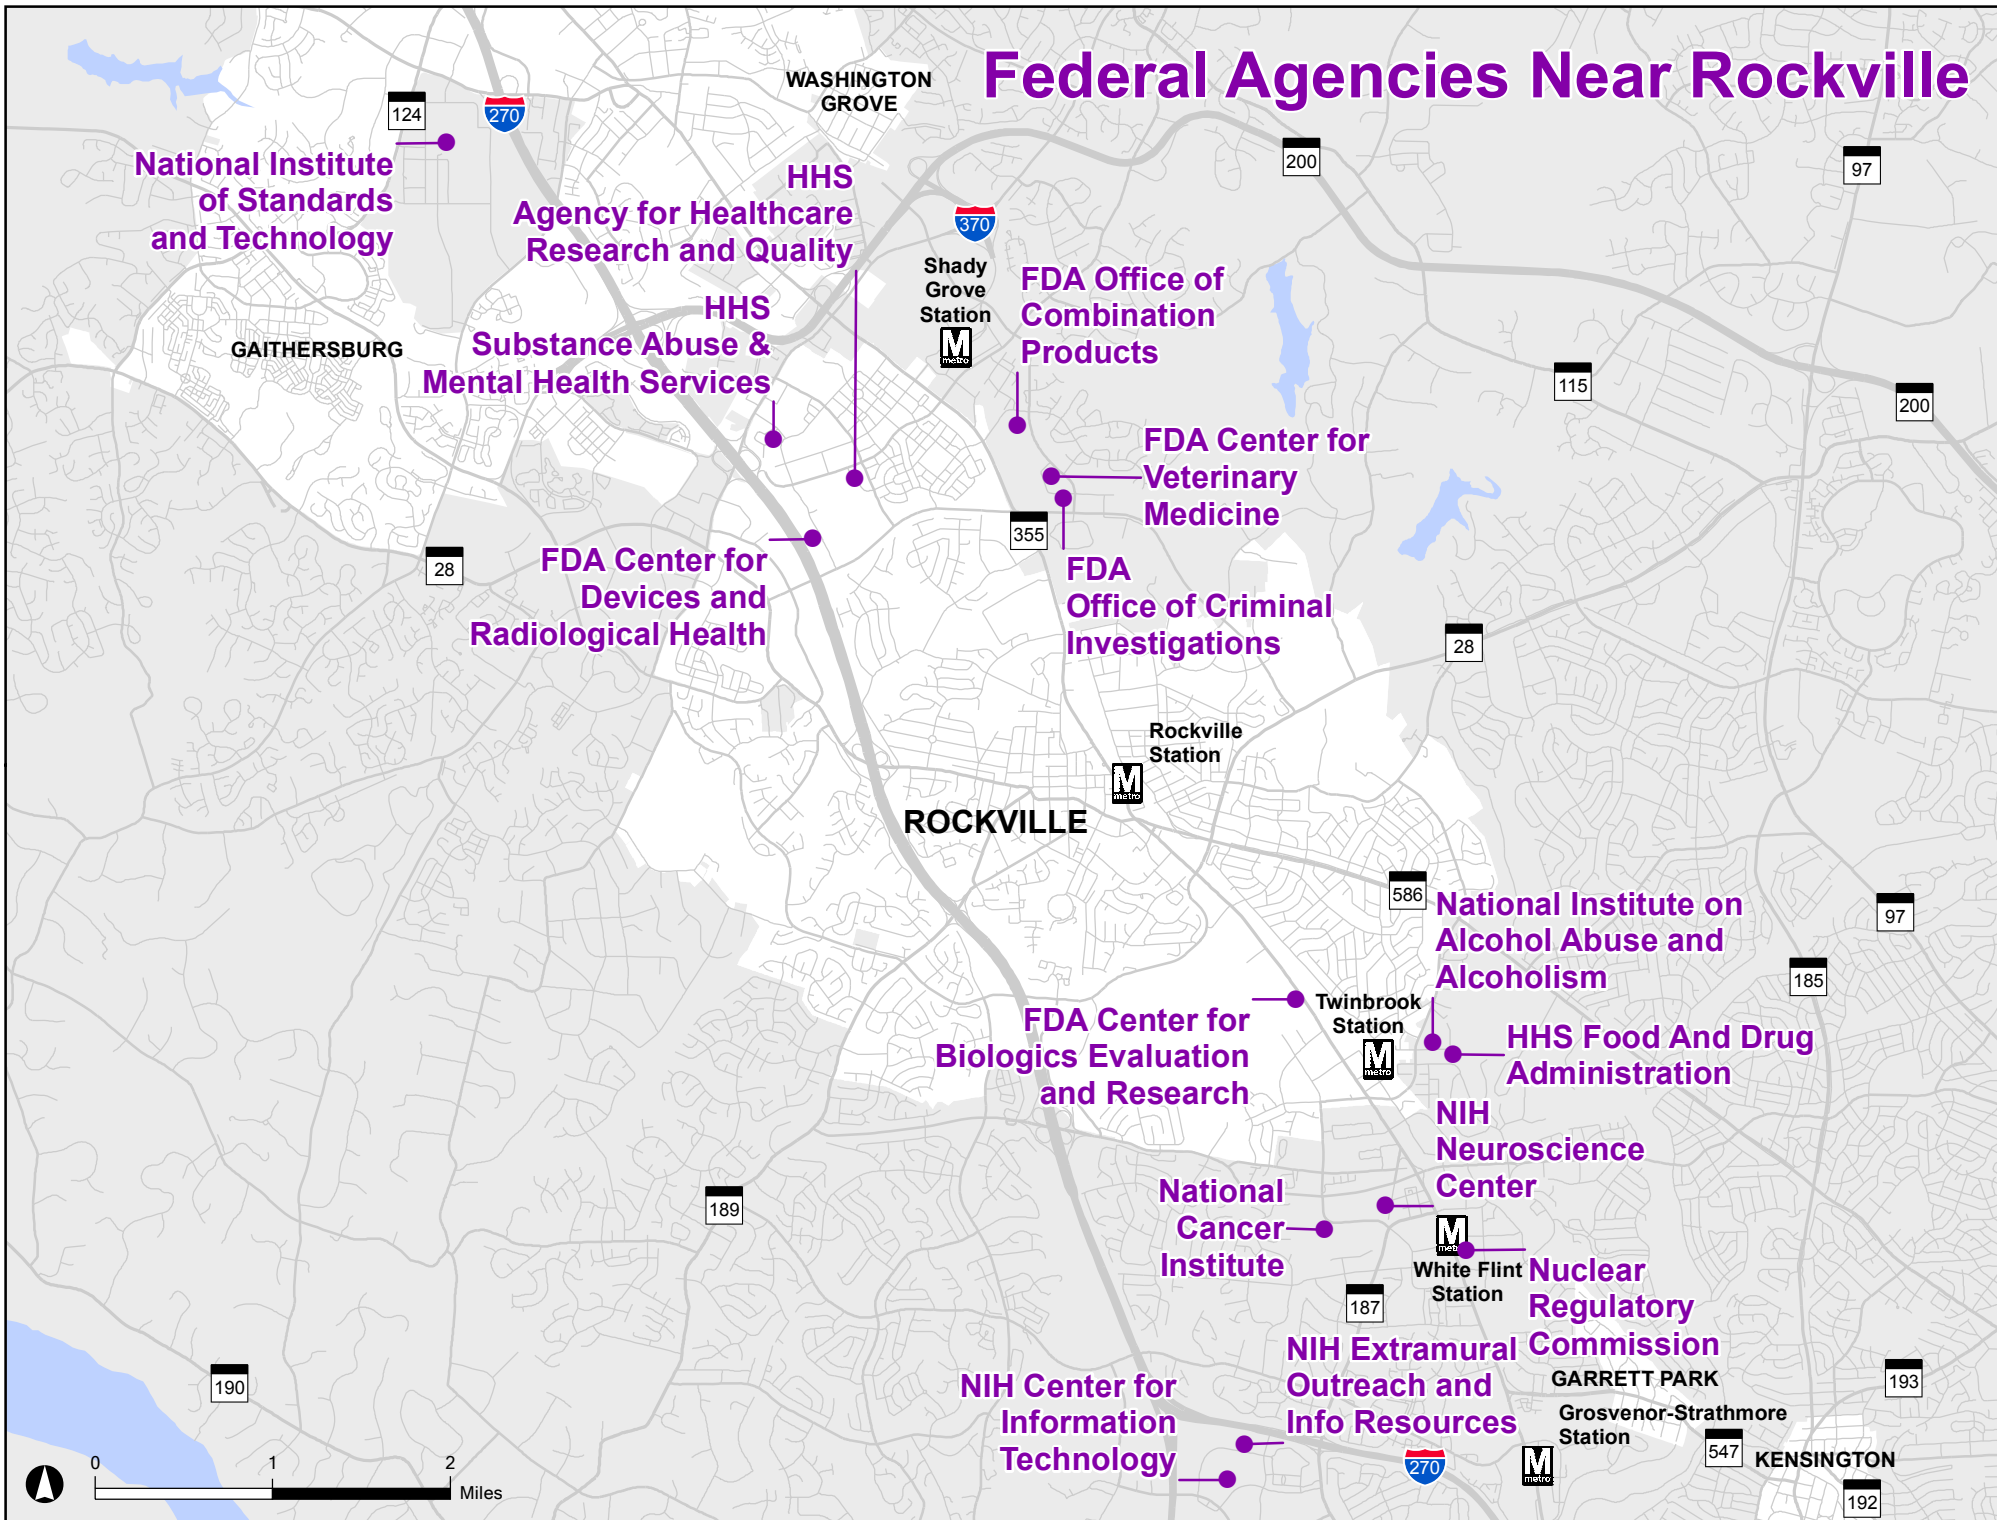 Federal Agencies Near Rockville
WASHINGTON
GROVE
124
270
200
97
National Institute
of Standards
and Technology
HHS
Agency for Healthcare
Research and Quality
370
Shady
Grove
Station
M
metro
FDA Office of
Combination
Products
HHS
Substance Abuse &
Mental Health Services
GAITHERSBURG
115
200
FDA Center for
Veterinary
Medicine
355
28
FDA Center for
Devices and
Radiological Health
FDA
Office of Criminal
Investigations
28
Rockville
Station
M
metro
ROCKVILLE
586
National Institute on
Alcohol Abuse and
Alcoholism
97
185
FDA Center for
Biologics Evaluation
and Research
Twinbrook
Station
M
metro
HHS Food And Drug
Administration
NIH
Neuroscience
Center
189
National
Cancer
Institute
M
metro
White Flint
Station
Nuclear
Regulatory
Commission
187
NIH Extramural
Outreach and
Info Resources
NIH Center for
Information
Technology
190
GARRETT PARK
193
Grosvenor-Strathmore
Station
M
metro
547
KENSINGTON
270
192
0 1 2
Miles